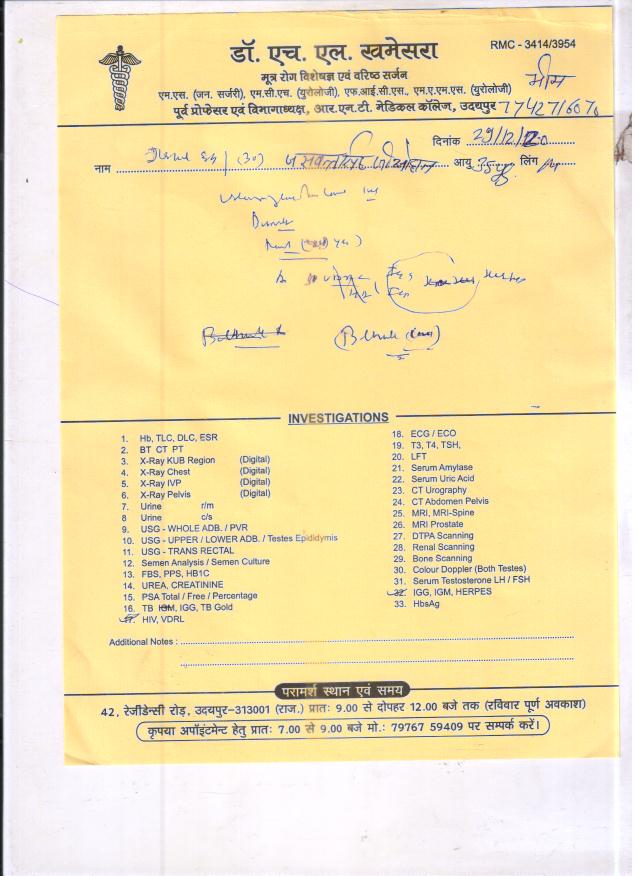 RMC - 3414/3954
डॉ. एच. एल. खमेसरा
मूत्र रोग विशेषज्ञ एवं वरिष्ठ सर्जन
एम.एस. (जन. सर्जरी), एम.सी.एच. (युरोलोजी), एफ.आई.सी.एस., एम.ए.एम.एस. (युरोलोजी)
भीम
पूर्व प्रोफेसर एवं विभागाध्यक्ष, आर.एन.टी. मेडिकल कॉलेज, उदयपुर 7742716070
दिनांक 29/12/20
नाम (30) आयु लिंग
INVESTIGATIONS
1. Hb, TLC, DLC, ESR
2. BT CT PT
3. X-Ray KUB Region (Digital)
4. X-Ray Chest (Digital)
5. X-Ray IVP (Digital)
6. X-Ray Pelvis (Digital)
7. Urine r/m
8 Urine c/s
9. USG - WHOLE ADB. / PVR
10. USG - UPPER / LOWER ADB. / Testes Epididymis
11. USG - TRANS RECTAL
12. Semen Analysis / Semen Culture
13. FBS, PPS, HB1C
14. UREA, CREATININE
15. PSA Total / Free / Percentage
16. TB IGM, IGG, TB Gold
17. HIV, VDRL
18. ECG / ECO
19. T3, T4, TSH,
20. LFT
21. Serum Amylase
22. Serum Uric Acid
23. CT Urography
24. CT Abdomen Pelvis
25. MRI, MRI-Spine
26. MRI Prostate
27. DTPA Scanning
28. Renal Scanning
29. Bone Scanning
30. Colour Doppler (Both Testes)
31. Serum Testosterone LH / FSH
32. IGG, IGM, HERPES
33. HbsAg
Additional Notes :
परामर्श स्थान एवं समय
42, रेजीडेन्सी रोड़, उदयपुर-313001 (राज.) प्रातः 9.00 से दोपहर 12.00 बजे तक (रविवार पूर्ण अवकाश)
कृपया अपॉइंटमेन्ट हेतु प्रातः 7.00 से 9.00 बजे मो.: 79767 59409 पर सम्पर्क करें।